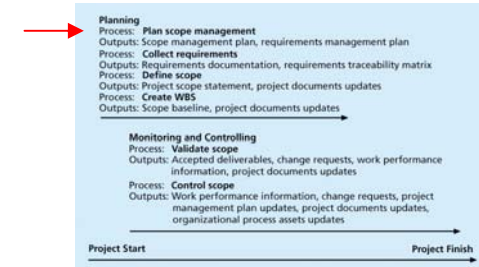 Planning
Process: Plan scope management
Outputs: Scope management plan, requirements management plan
Process: Collect requirements
Outputs: Requirements documentation, requirements traceability matrix
Process: Define scope
Outputs: Project scope statement, project documents updates
Process: Create WBS
Outputs: Scope baseline, project documents updates
Monitoring and Controlling
Process: Validate scope
Outputs: Accepted deliverables, change requests, work performance
information, project documents updates
Process: Control scope
Outputs: Work performance information, change requests, project
management plan updates, project documents updates,
organizational process assets updates
Project Start Project Finish